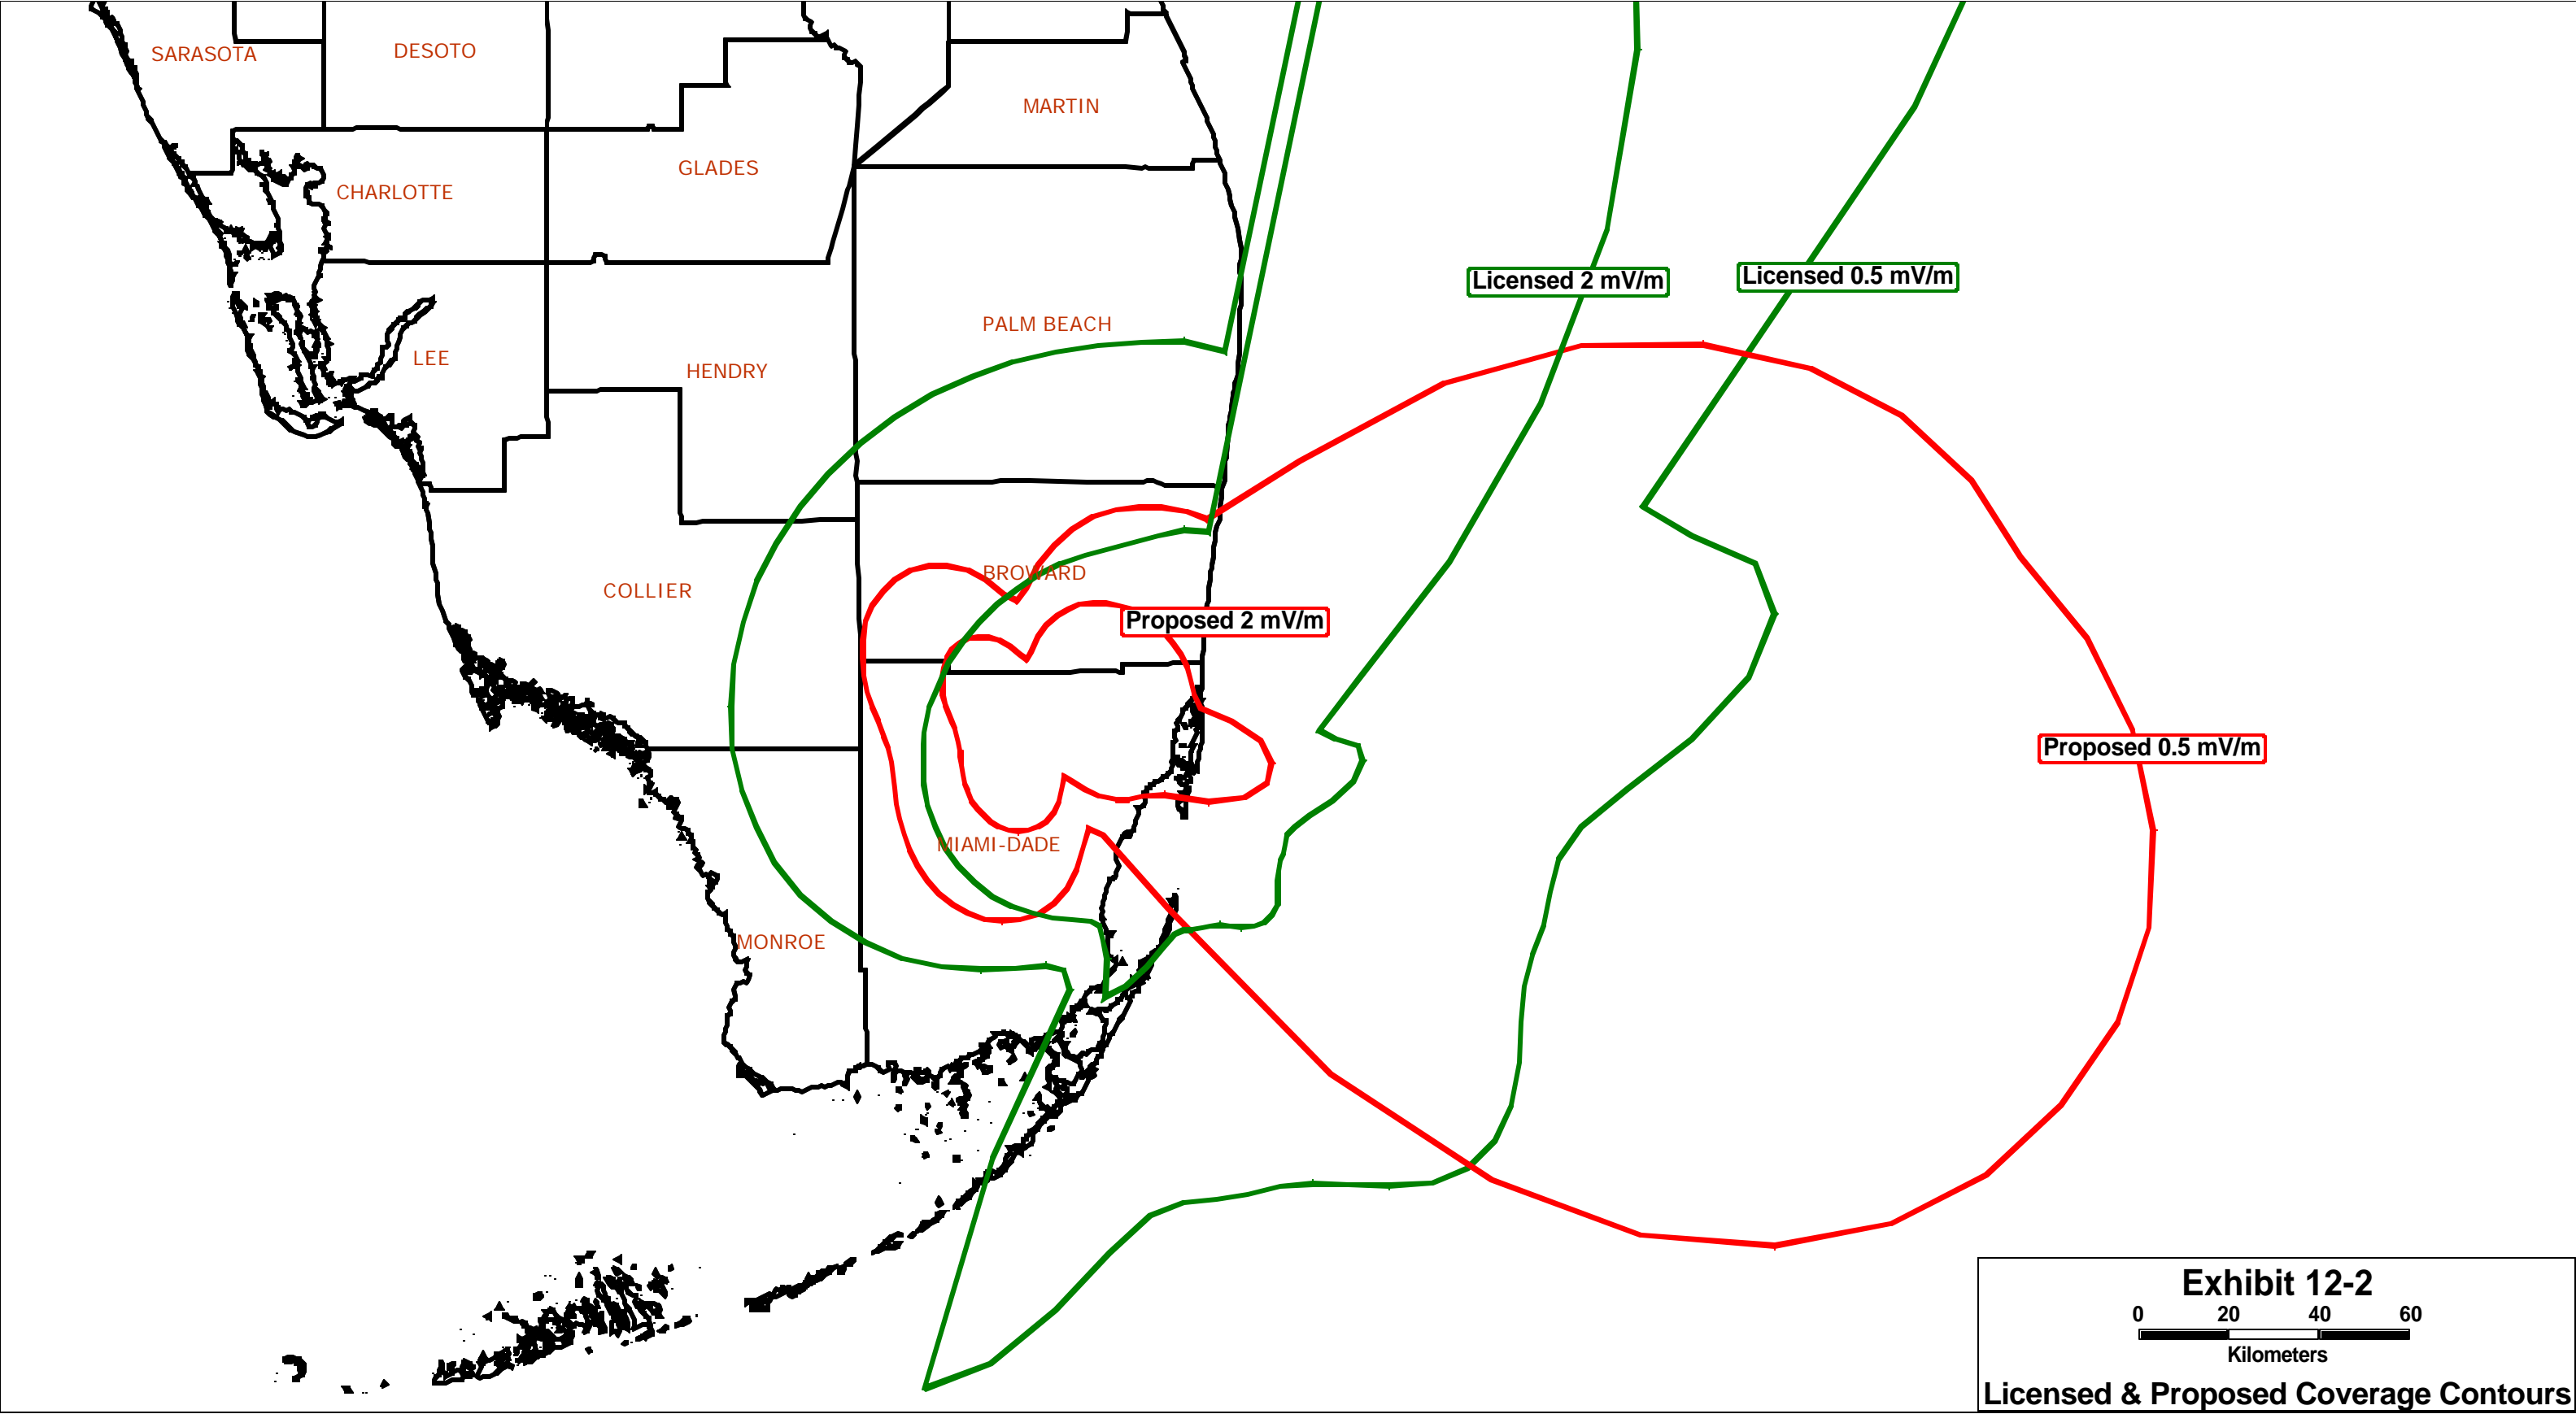 SARASOTA
DESOTO
MARTIN
GLADES
CHARLOTTE
Licensed 2 mV/m
Licensed 0.5 mV/m
PALM BEACH
LEE
HENDRY
BROWARD
COLLIER
Proposed 2 mV/m
Proposed 0.5 mV/m
MIAMI-DADE
MONROE
Exhibit 12-2
0 20 40 60
Kilometers
Licensed & Proposed Coverage Contours